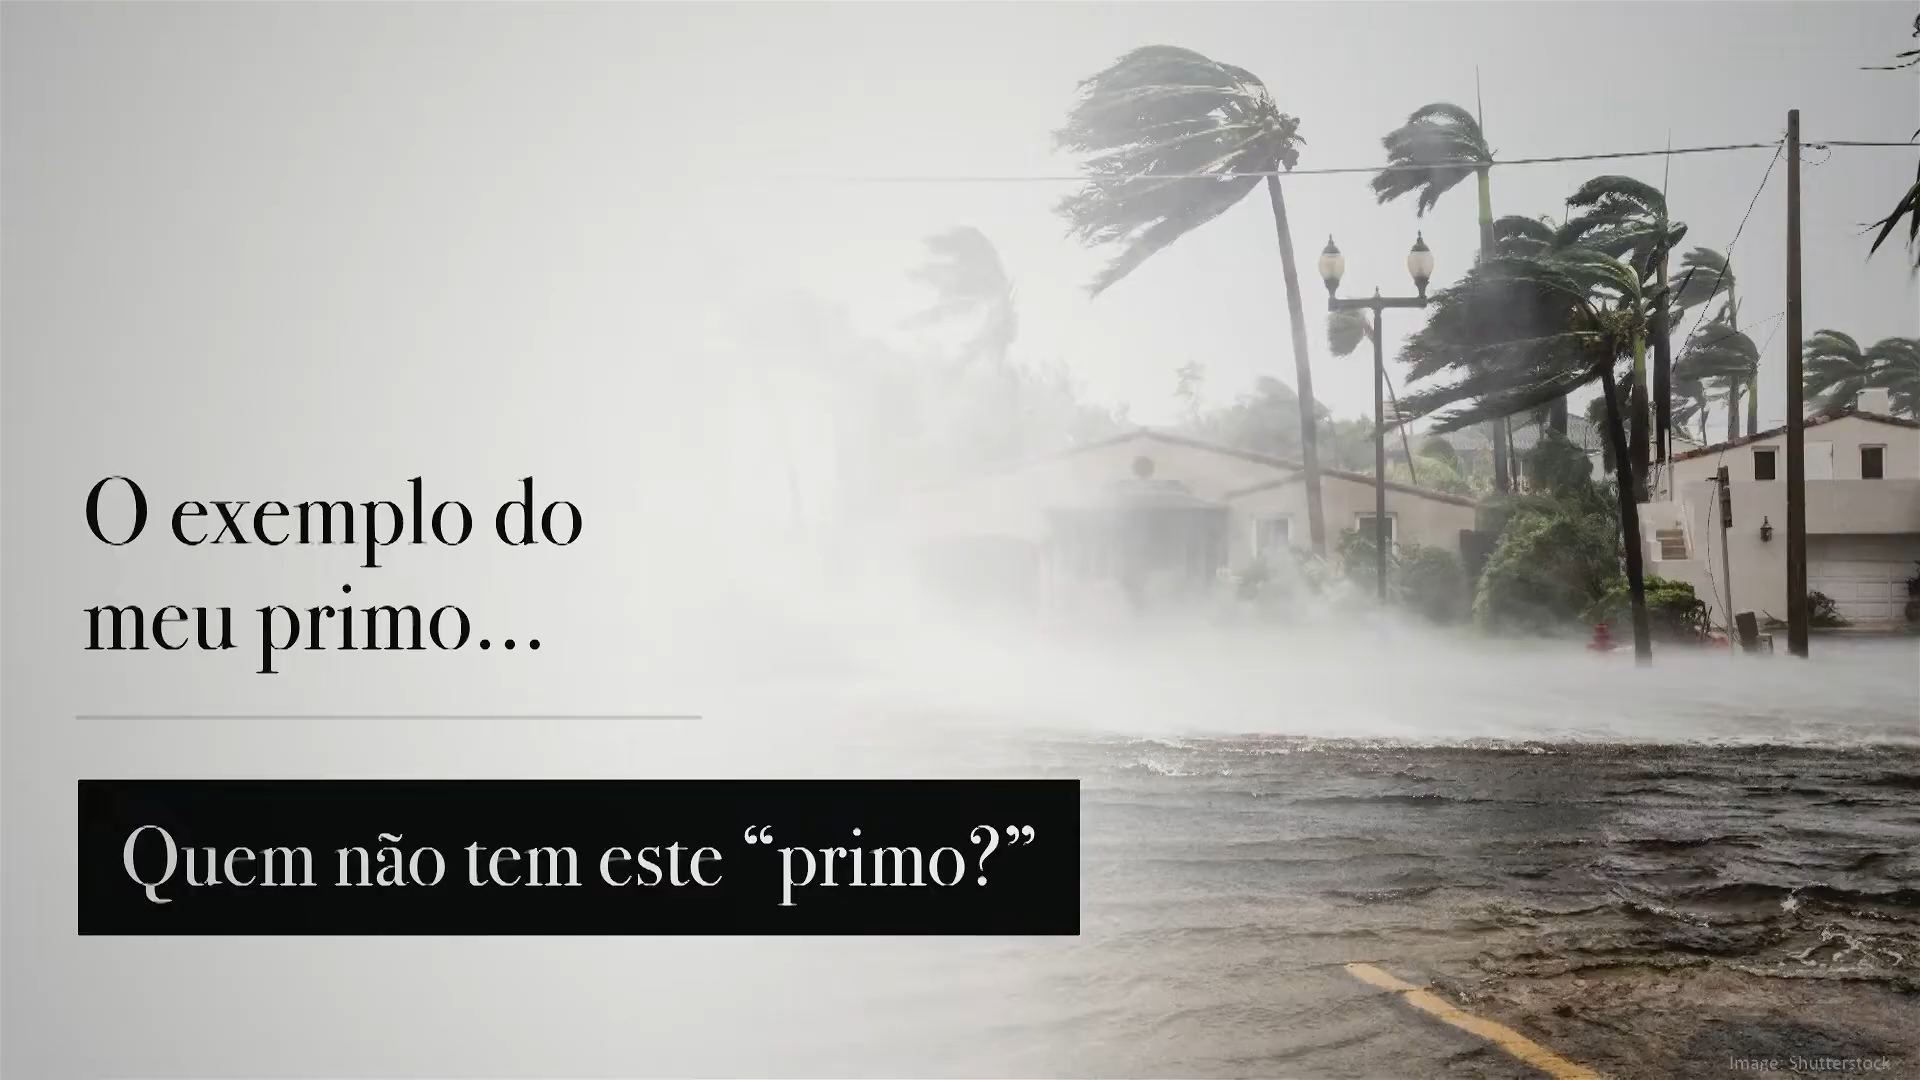 O exemplo do
meu primo...
Quem não tem este “primo?”
Image: Shutterstock